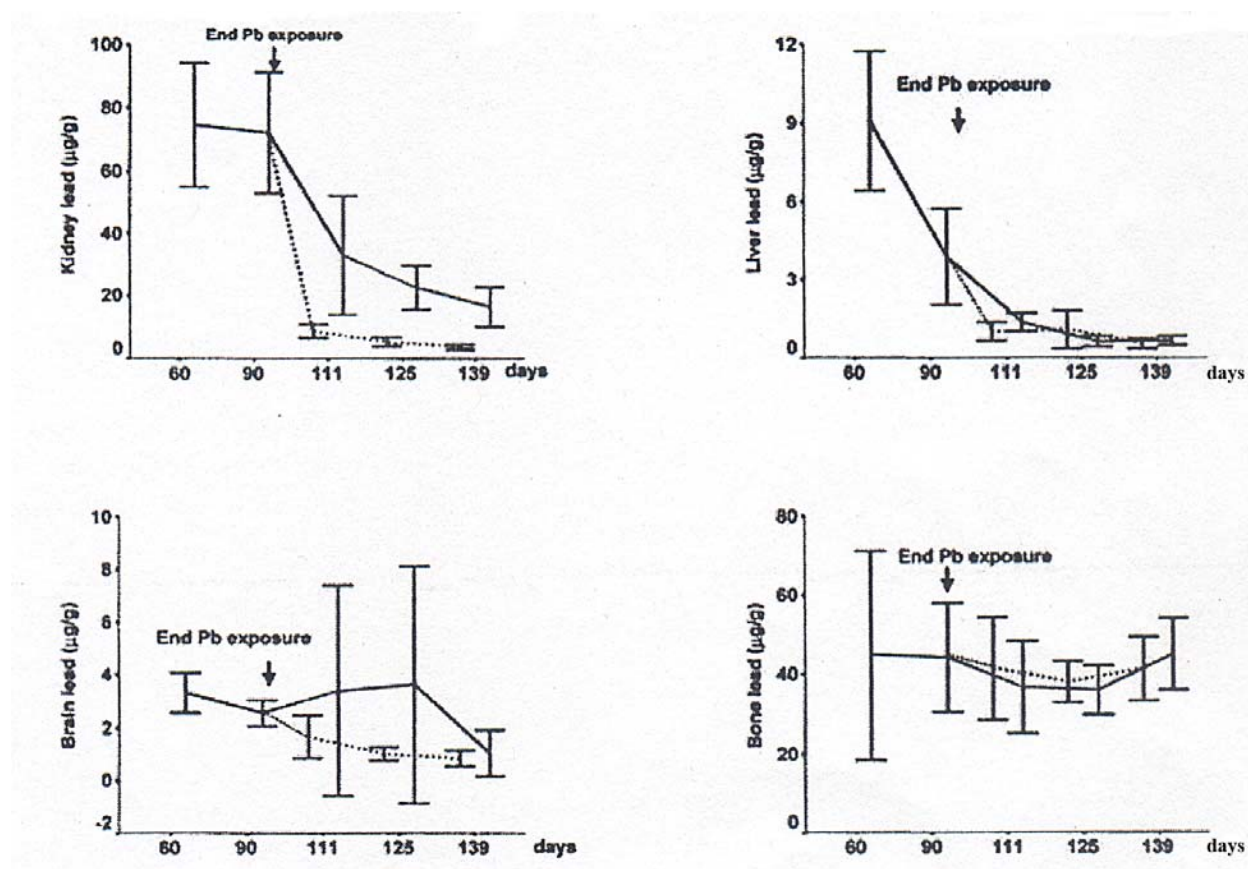 End Pb exposure
100
80
60
40
20
0
Kidney lead (µg/g)
60 90 111 125 139 days
End Pb exposure
12
9
6
3
0
Liver lead (µg/g)
60 90 111 125 139 days
End Pb exposure
10
8
6
4
2
0
-2
Brain lead (µg/g)
60 90 111 125 139 days
End Pb exposure
80
60
40
20
0
Bone lead (µg/g)
60 90 111 125 139 days